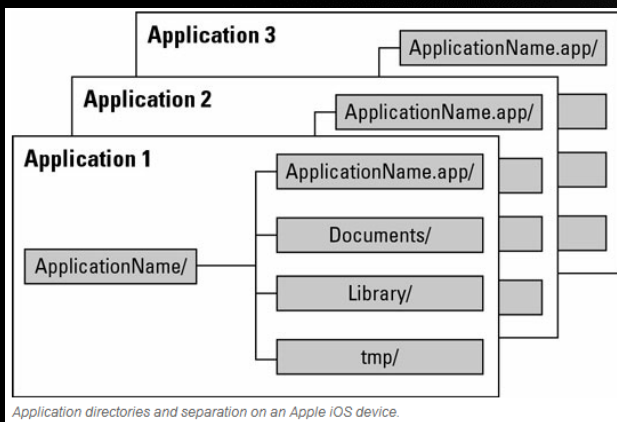 Application 3
ApplicationName.app/
Application 2
ApplicationName.app/
Application 1
ApplicationName.app/
Documents/
ApplicationName/
Library/
tmp/
Application directories and separation on an Apple iOS device.